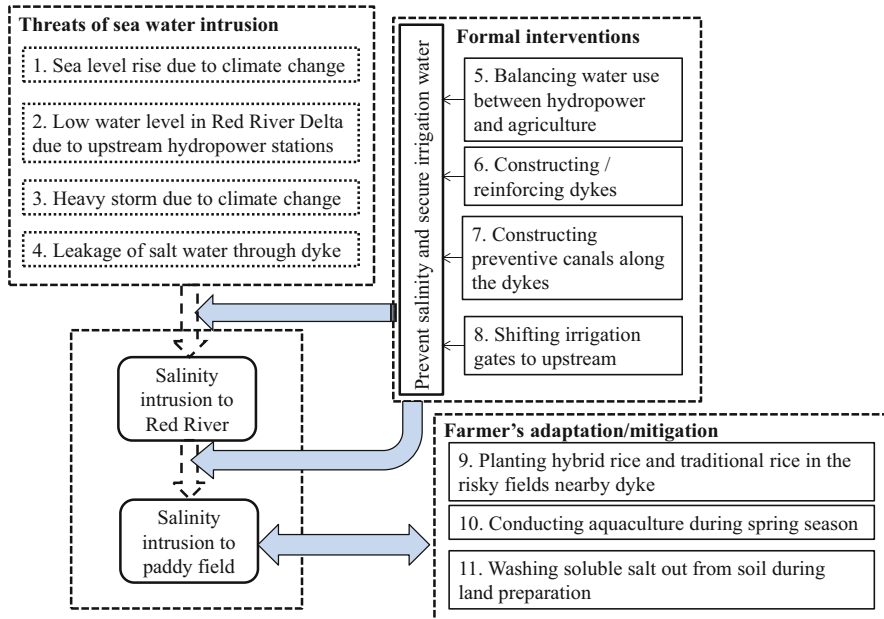 Threats of sea water intrusion
1. Sea level rise due to climate change
2. Low water level in Red River Delta
due to upstream hydropower stations
3. Heavy storm due to climate change
4. Leakage of salt water through dyke
Formal interventions
Prevent salinity and secure irrigation water
5. Balancing water use
between hydropower
and agriculture
6. Constructing /
reinforcing dykes
7. Constructing
preventive canals along
the dykes
8. Shifting irrigation
gates to upstream
Salinity
intrusion to
Red River
Salinity
intrusion to
paddy field
Farmer’s adaptation/mitigation
9. Planting hybrid rice and traditional rice in the
risky fields nearby dyke
10. Conducting aquaculture during spring season
11. Washing soluble salt out from soil during
land preparation